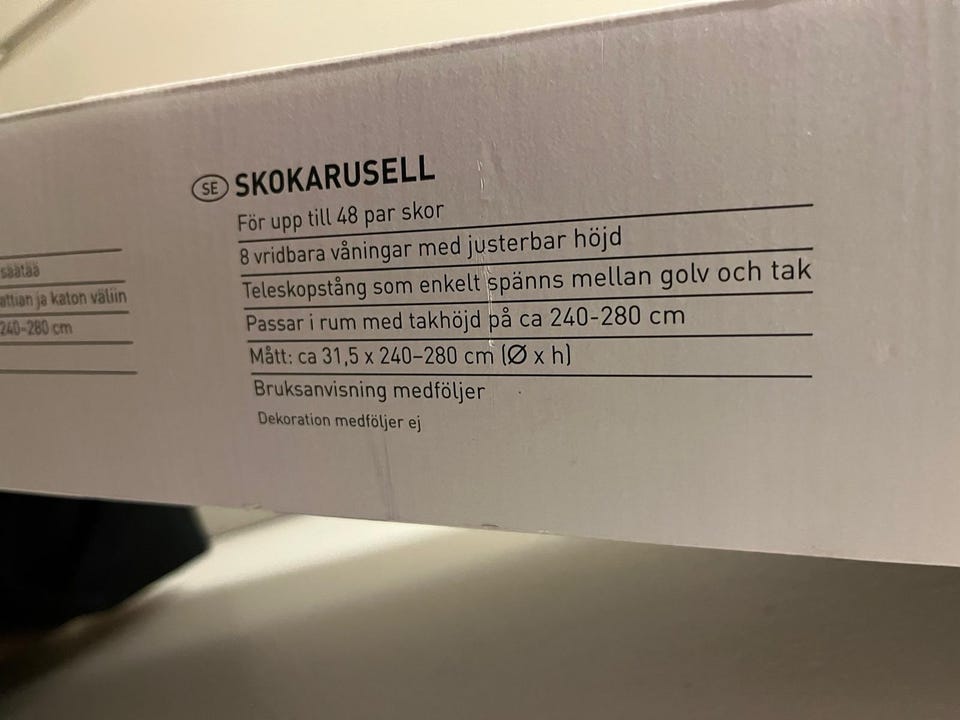 SE SKOKARUSELL
För upp till 48 par skor
8 vridbara våningar med justerbar höjd
Teleskopstång som enkelt spänns mellan golv och tak
Passar i rum med takhöjd på ca 240-280 cm
Mått: ca 31,5 x 240–280 cm (Ø x h)
Bruksanvisning medföljer
Dekoration medföljer ej
säätää
attian ja katon väliin
240-280 cm